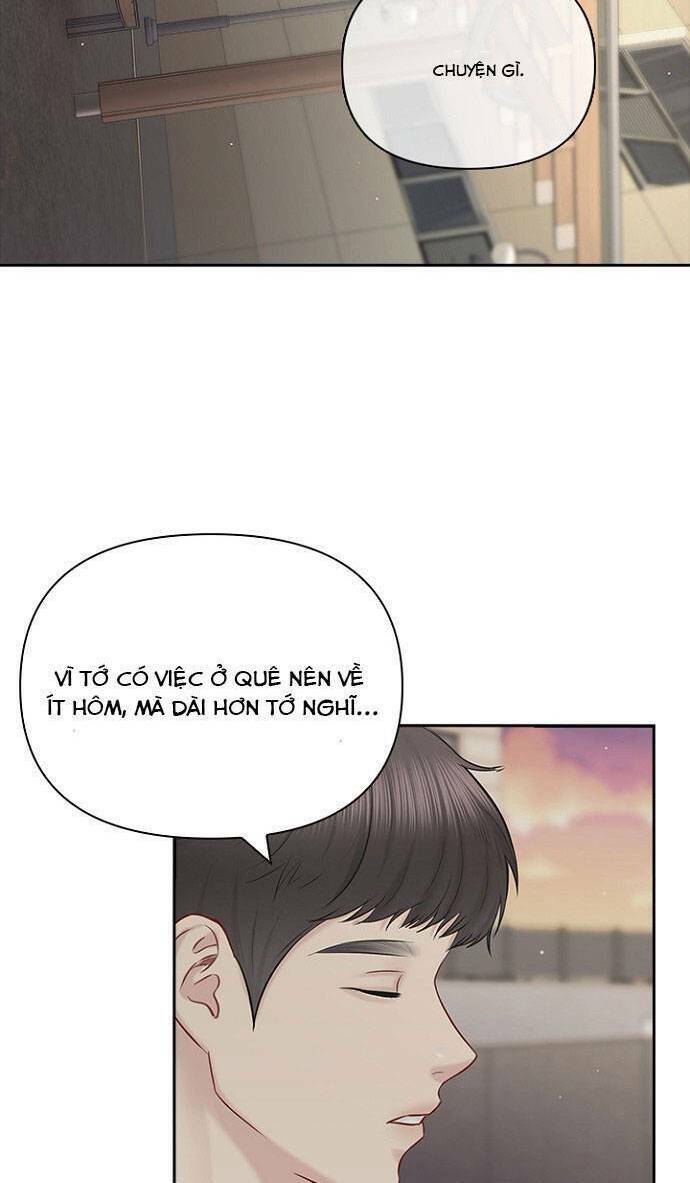 CHUYỆN GÌ.
VÌ TỚ CÓ VIỆC Ở QUÊ NÊN VỀ
ÍT HÔM, MÀ DÀI HƠN TỚ NGHĨ...